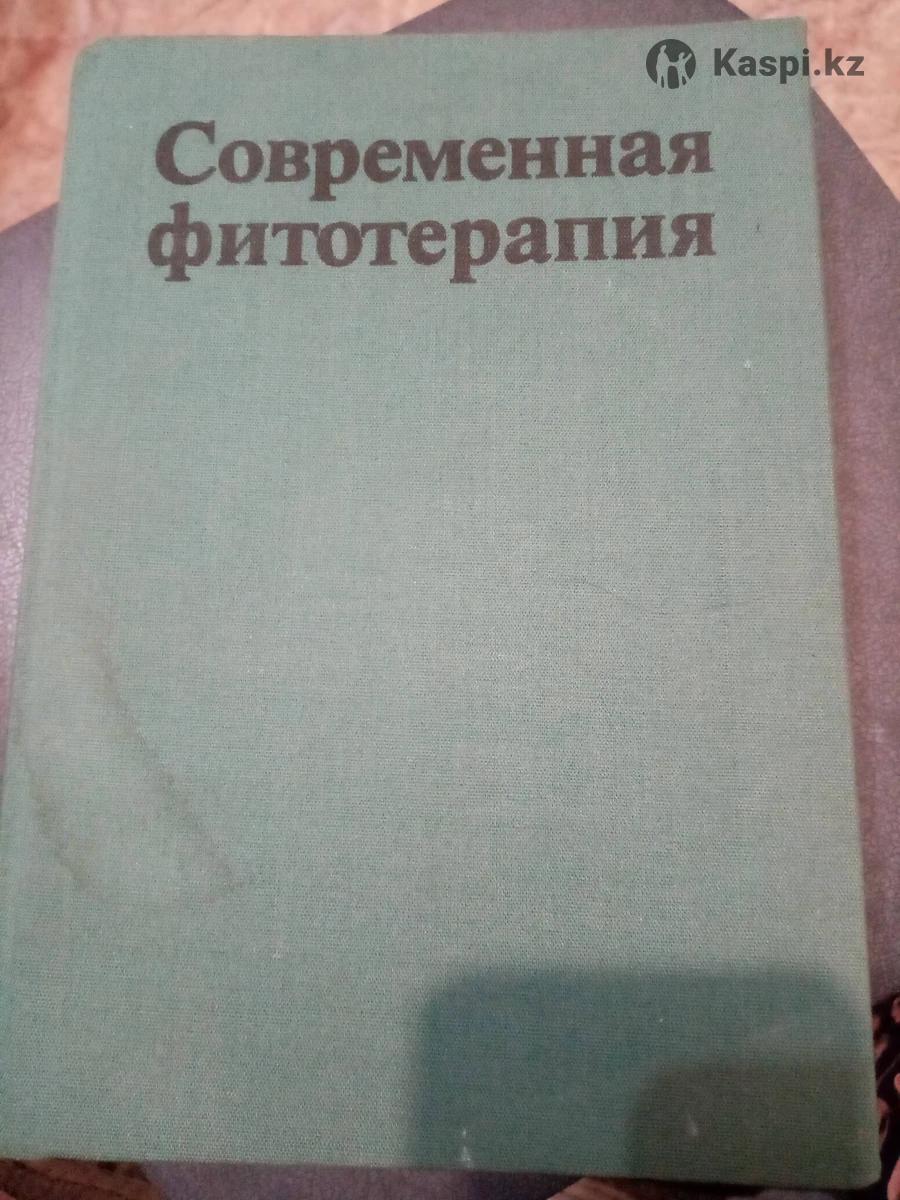 Kaspi.kz
Современная
фитотерапия